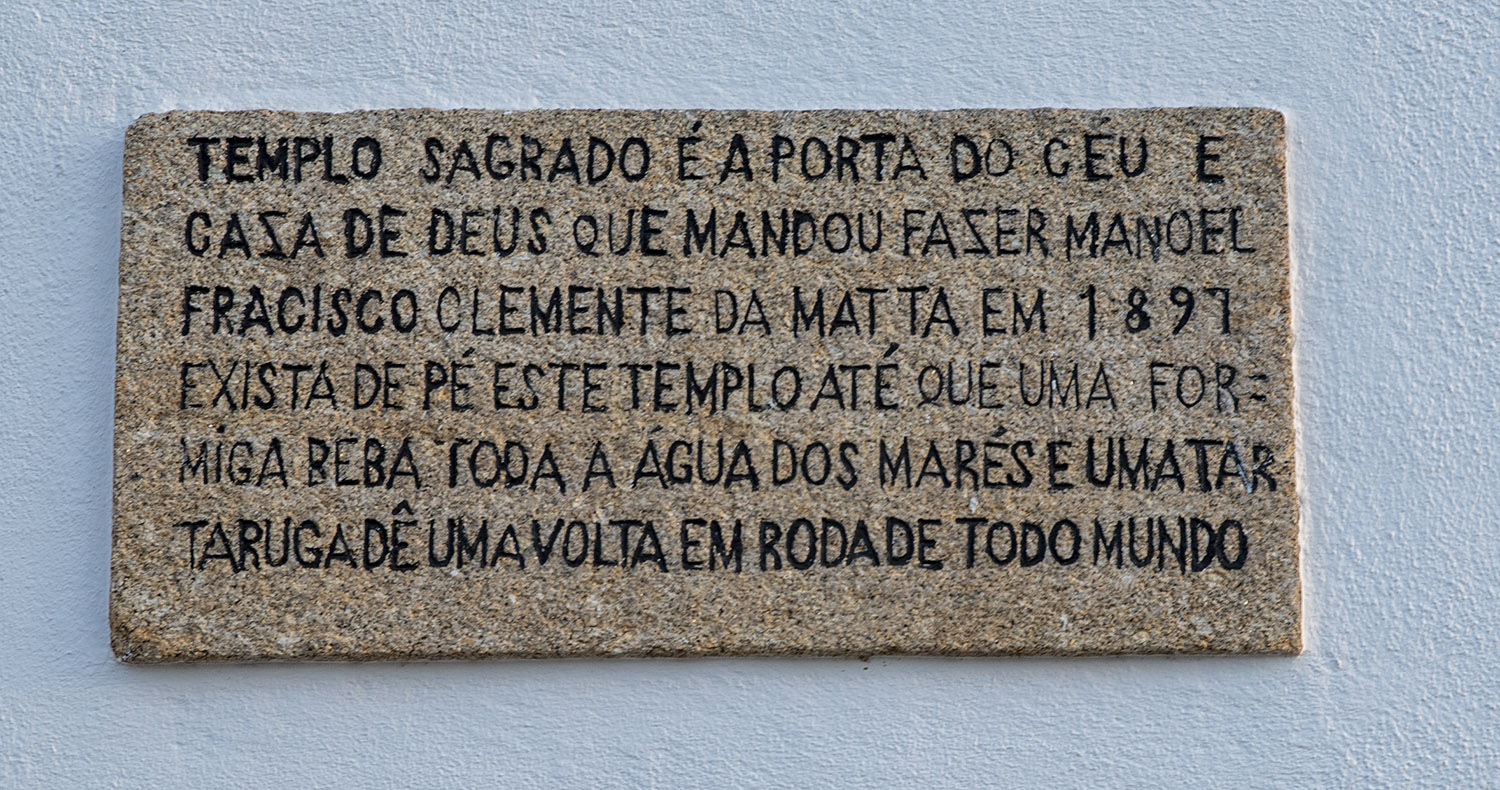 TEMPLO SAGRADO É A PORTA DO CÉU E
CAZA DE DEUS QUE MANDOU FAZER MANOEL
FRACISCO CLEMENTE DA MATTA EM 1897
EXISTA DE PÉ ESTE TEMPLO ATÉ QUE UMA FOR=
MIGA BEBA TODA A ÁGUA DOS MARÉS E UMA TAR
TARUGA DÊ UMA VOLTA EM RODA DE TODO MUNDO